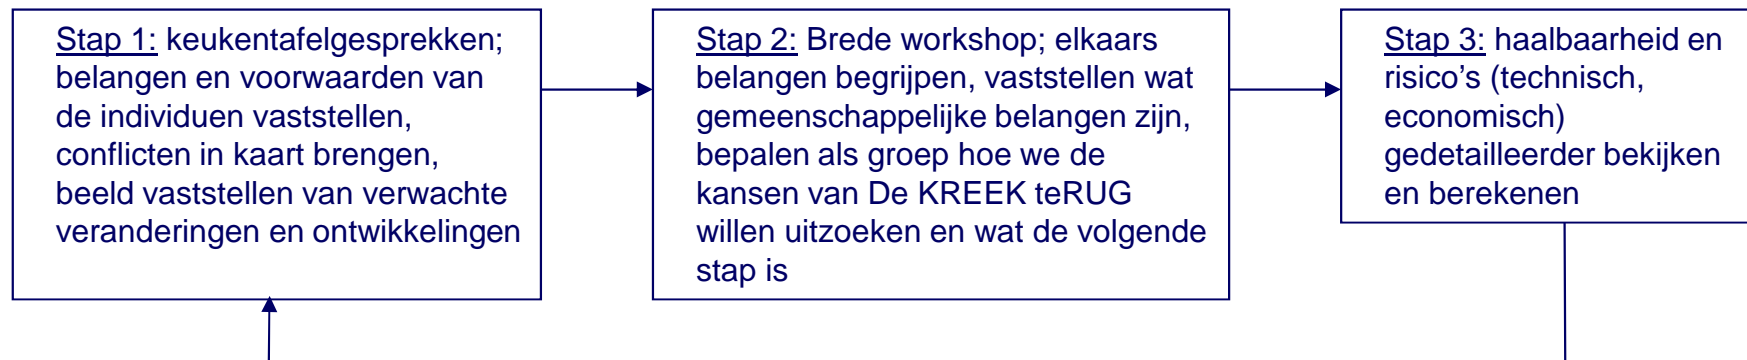 Stap 1: keukentafelgesprekken;
belangen en voorwaarden van
de individuen vaststellen,
conflicten in kaart brengen,
beeld vaststellen van verwachte
veranderingen en ontwikkelingen
Stap 2: Brede workshop; elkaars
belangen begrijpen, vaststellen wat
gemeenschappelijke belangen zijn,
bepalen als groep hoe we de
kansen van De KREEK teRUG
willen uitzoeken en wat de volgende
stap is
Stap 3: haalbaarheid en
risico’s (technisch,
economisch)
gedetailleerder bekijken
en berekenen